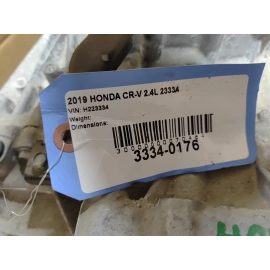 2019 HONDA CR-V 2.4L 2333A
VIN: H223334
Weight:
Dimensions:
3334-0176